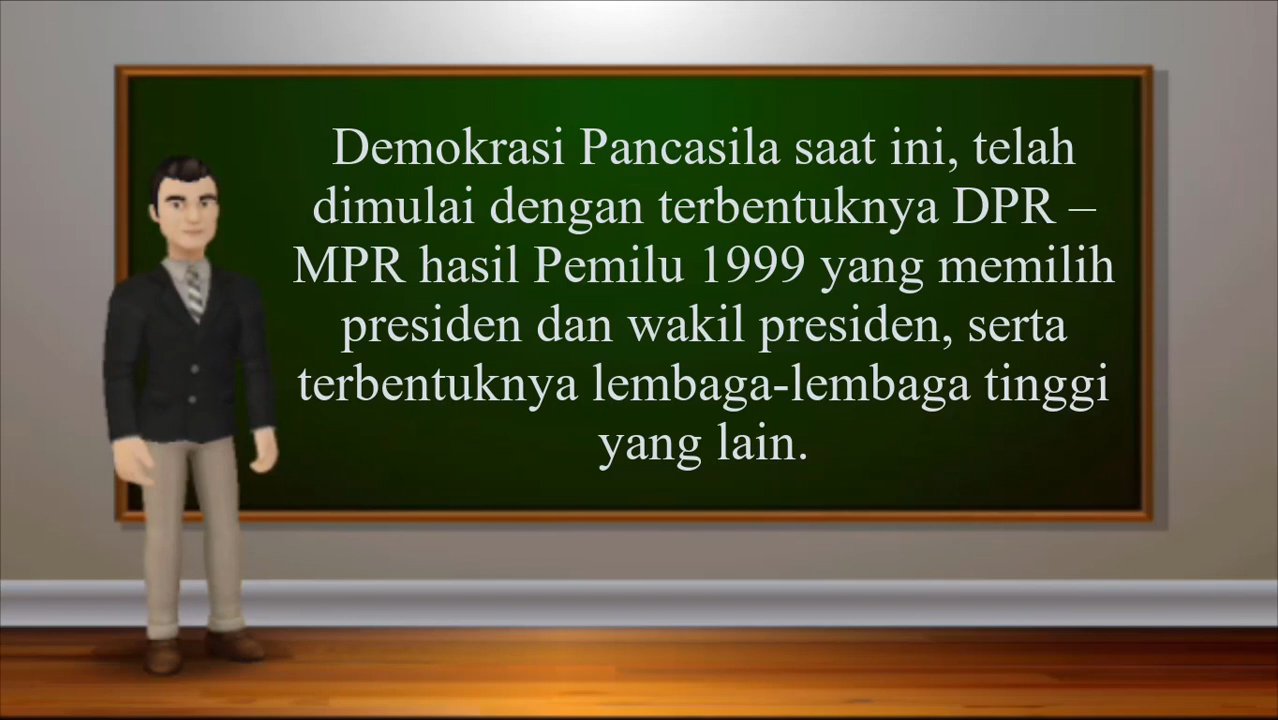 Demokrasi Pancasila saat ini, telah
dimulai dengan terbentuknya DPR –
MPR hasil Pemilu 1999 yang memilih
presiden dan wakil presiden, serta
terbentuknya lembaga-lembaga tinggi
yang lain.